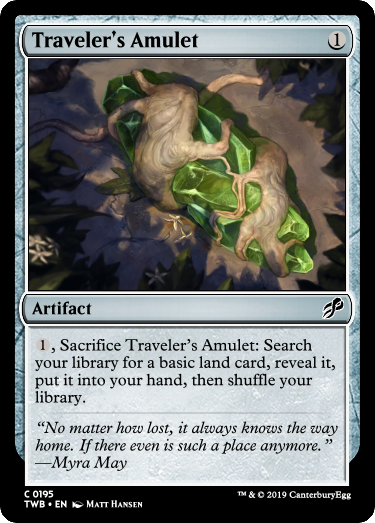 Traveler's Amulet 1
Artifact
1, Sacrifice Traveler's Amulet: Search
your library for a basic land card, reveal it,
put it into your hand, then shuffle your
library.
“No matter how lost, it always knows the way
home. If there even is such a place anymore.”
—Myra May
C 0195
TWB • EN Matt Hansen
™ & © 2019 CanterburyEgg